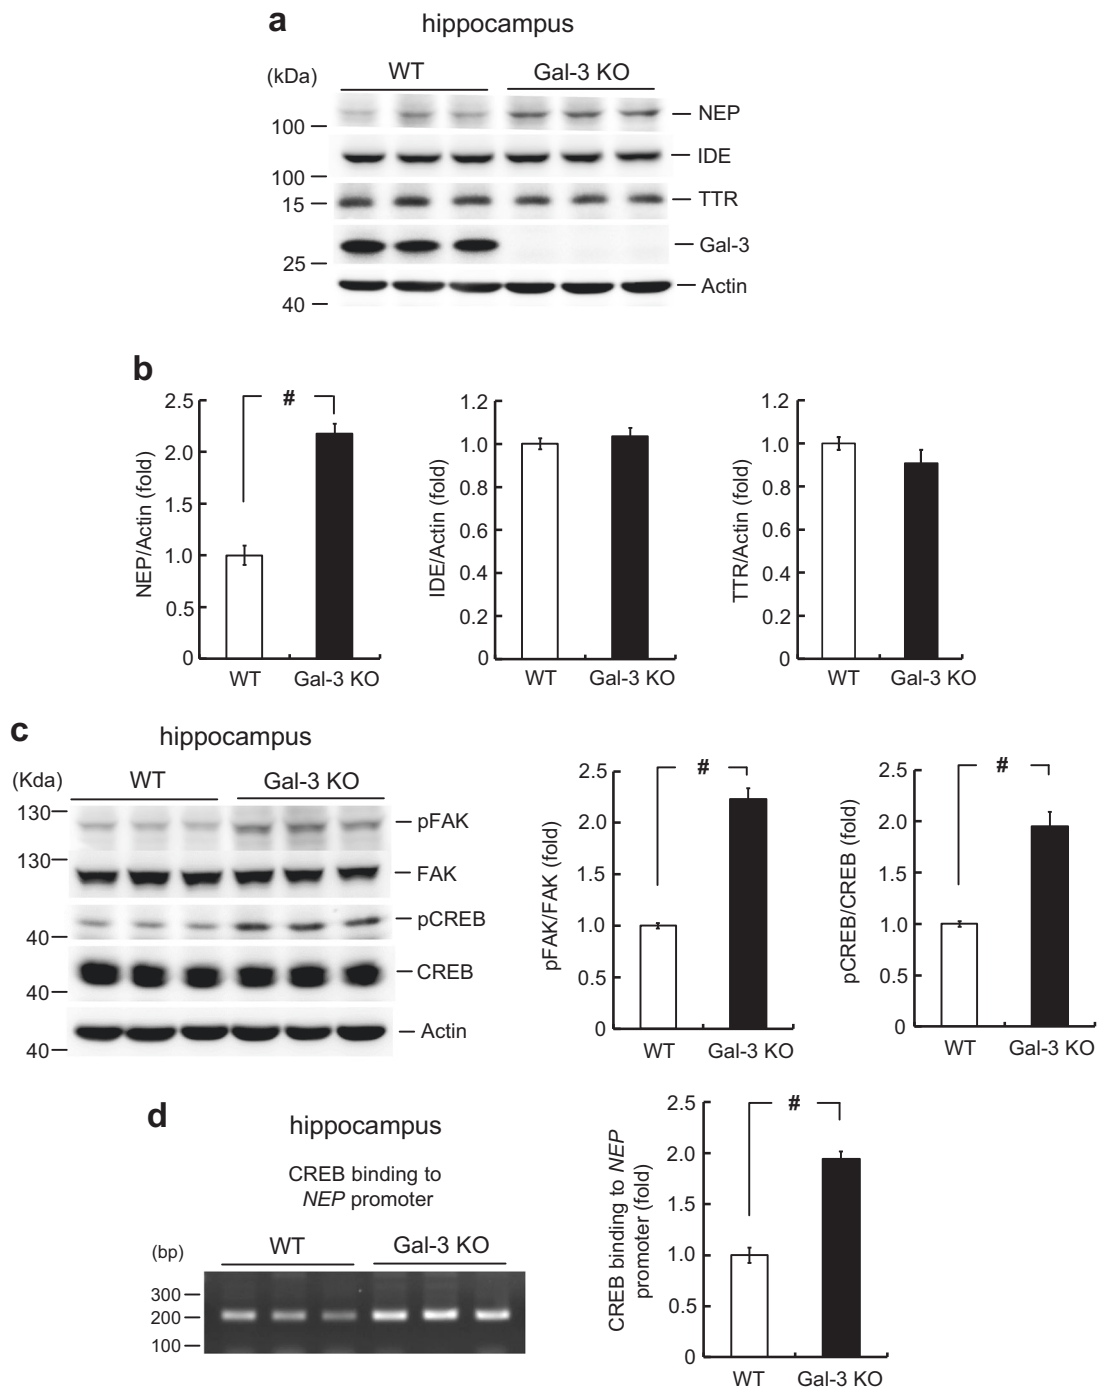 a
hippocampus
(kDa)
WT
Gal-3 KO
NEP
100
IDE
100
15
TTR
Gal-3
25
Actin
40
b
2.5
2.0
1.5
1.0
0.5
0
NEP/Actin (fold)
#
WT
Gal-3 KO
1.2
1.0
0.8
0.6
0.4
0.2
0
IDE/Actin (fold)
WT
Gal-3 KO
1.2
1.0
0.8
0.6
0.4
0.2
0
TTR/Actin (fold)
WT
Gal-3 KO
c
hippocampus
(Kda)
WT
Gal-3 KO
130
pFAK
130
FAK
pCREB
40
CREB
40
Actin
40
2.5
2.0
1.5
1.0
0.5
0
pFAK/FAK (fold)
#
WT
Gal-3 KO
2.5
2.0
1.5
1.0
0.5
0
pCREB/CREB (fold)
#
WT
Gal-3 KO
d
hippocampus
CREB binding to
NEP promoter
(bp)
WT
Gal-3 KO
300
200
100
2.5
2.0
1.5
1.0
0.5
0
CREB binding to NEP
promoter (fold)
#
WT
Gal-3 KO